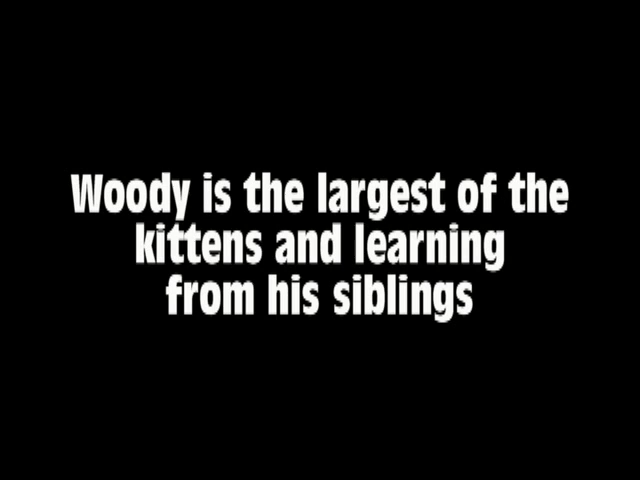 Woody is the largest of the
kittens and learning
from his siblings